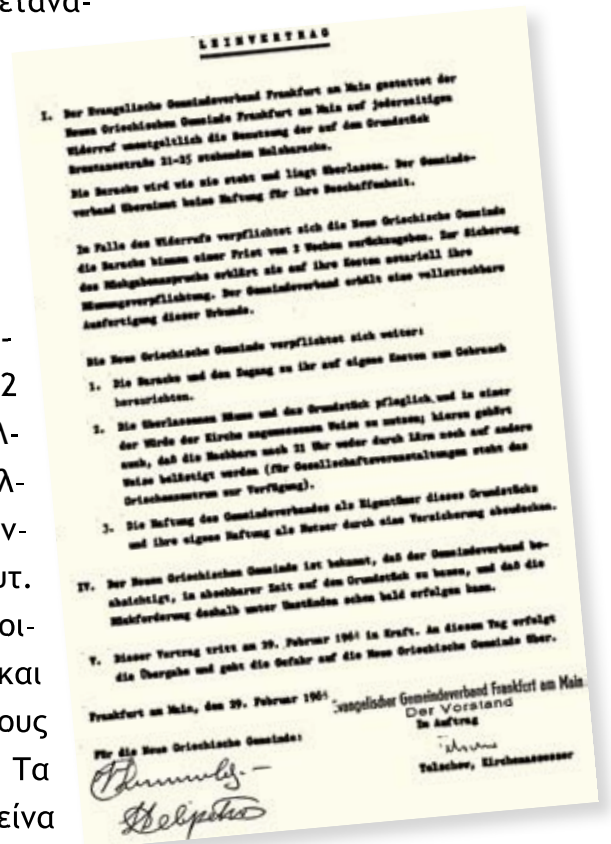 ετανα-
LEIHVERTRAG
I. Der Evangelische Gemeindeverband Frankfurt am Main gestattet der
Neuen Griechischen Gemeinde Frankfurt am Main auf jederzeitigen
Widerruf unentgeltlich die Benutzung der auf dem Grundstück
21-25 stehenden Holzbaracke.
Die Baracke wird wie sie steht und liegt überlassen. Der Gemeinde-
verband übernimmt keine Haftung für ihre Beschaffenheit.
Im Falle des Widerrufs verpflichtet sich die Neue Griechische Gemeinde
die Baracke binnen einer Frist von 2 Wochen zurückzugeben. Zur Sicherung
des Rückgabeanspruchs erklärt sie auf ihre Kosten notariell ihre
Räumungsverpflichtung. Der Gemeindeverband erhält eine vollstreckbare
Ausfertigung dieser Urkunde.
Die Neue Griechische Gemeinde verpflichtet sich weiter:
1. Die Baracke und den Zugang zu ihr auf eigene Kosten zum Gebrauch
herzurichten.
2. Die überlassenen Räume und das Grundstück pfleglich und in einer
der Würde der Kirche angemessenen Weise zu nutzen; hierzu gehört
auch, daß die Nachbarn nach 21 Uhr weder durch Lärm noch auf andere
Weise belästigt werden (für Gesellschaftsveranstaltungen steht das
Griechenzentrum zur Verfügung).
3. Die Haftung des Gemeindeverbandes als Eigentümer dieses Grundstücks
und ihre eigene Haftung als Nutzer durch eine Versicherung abzudecken.
IV. Der Neuen Griechischen Gemeinde ist bekannt, daß der Gemeindeverband be-
absichtigt, in absehbarer Zeit auf dem Grundstück zu bauen, und daß die
Rückforderung deshalb unter Umständen schon bald erfolgen kann.
V. Dieser Vertrag tritt am 29. Februar in Kraft. An diesem Tag erfolgt
die Übergabe und geht die Gefahr auf die Neue Griechische Gemeinde über.
Frankfurt am Main, den 29. Februar
Evangelischer Gemeindeverband Frankfurt am Main
Der Vorstand
Im Auftrag
Für die Neue Griechische Gemeinde:
Telschow, Kirchenassessor
-
2
λ-
λ-
ν-
υτ.
οι-
και
ους
Τα
είνα